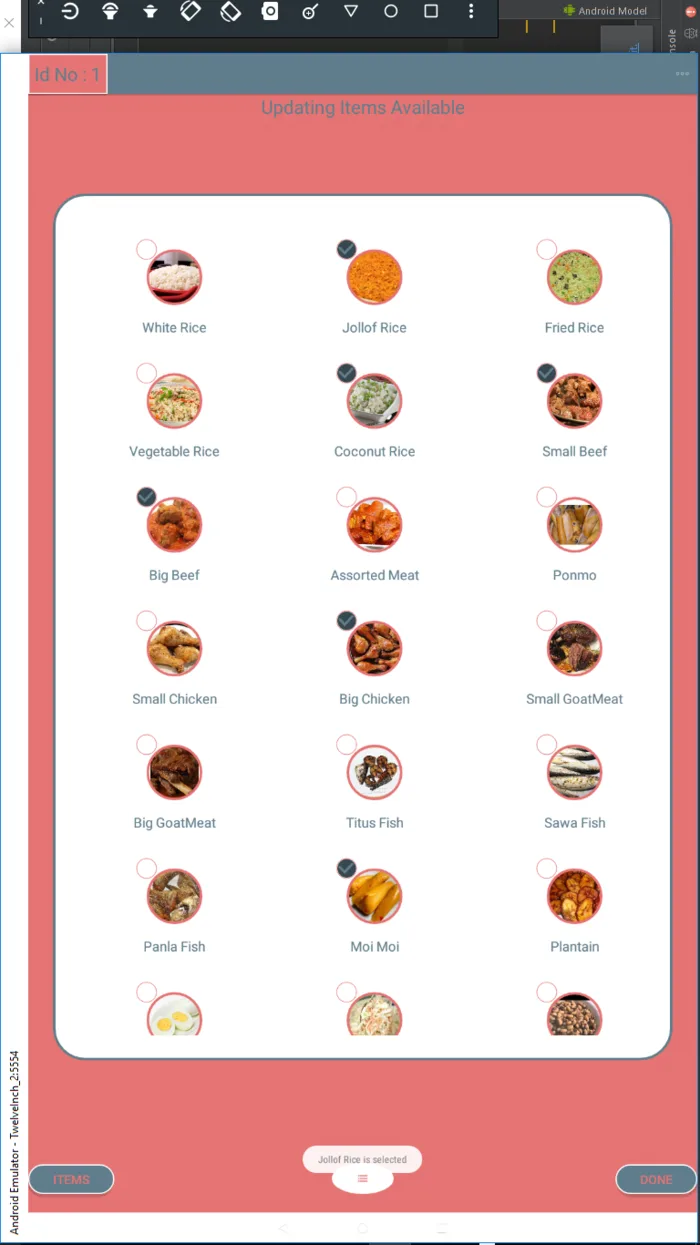 Android Model
nsole
Id No : 1
Updating Items Available
White Rice
Jollof Rice
Fried Rice
Vegetable Rice
Coconut Rice
Small Beef
Big Beef
Assorted Meat
Ponmo
Small Chicken
Big Chicken
Small GoatMeat
Big GoatMeat
Titus Fish
Sawa Fish
Panla Fish
Moi Moi
Plantain
Jollof Rice is selected
ITEMS
DONE
Android Emulator - TwelveInch_2:5554